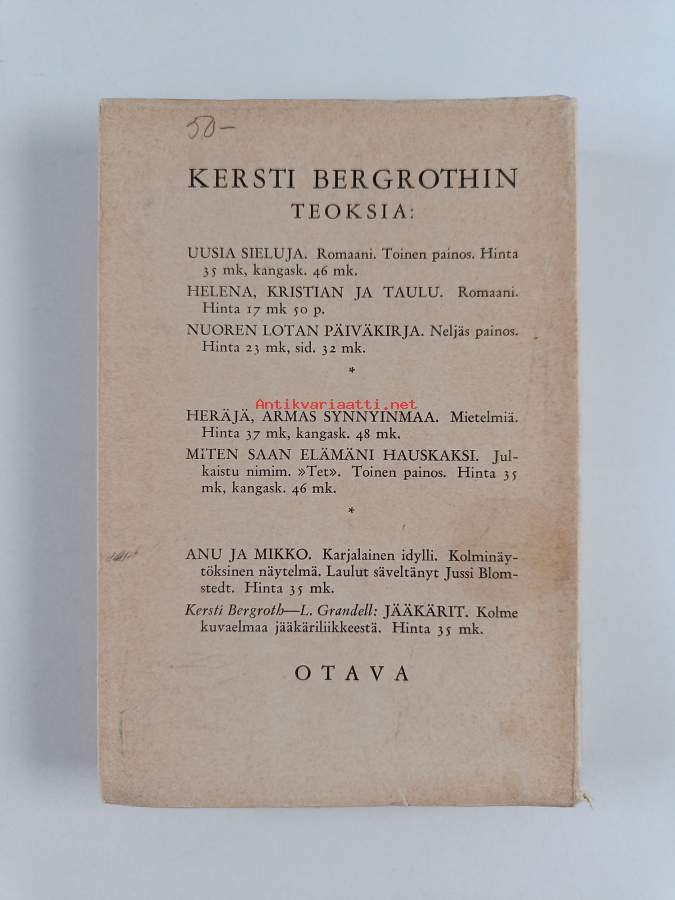 50-
KERSTI BERGROTHIN
TEOKSIA:
UUSIA SIELUJA. Romaani. Toinen painos. Hinta
35 mk, kangask. 46 mk.
HELENA, KRISTIAN JA TAULU. Romaani.
Hinta 17 mk 50 p.
NUOREN LOTAN PÄIVÄKIRJA. Neljäs painos.
Hinta 23 mk, sid. 32 mk.
*
Antikvariaatti.net
HERÄJÄ, ARMAS SYNNYINMAA. Mietelmiä.
Hinta 37 mk, kangask. 48 mk.
MITEN SAAN ELÄMÄNI HAUSKAKSI. Jul-
kaistu nimim. »Tet». Toinen painos. Hinta 35
mk, kangask. 46 mk.
*
ANU JA MIKKO. Karjalainen idylli. Kolminäy-
töksinen näytelmä. Laulut säveltänyt Jussi Blom-
stedt. Hinta 35 mk.
Kersti Bergroth—L. Grandell: JÄÄKÄRIT. Kolme
kuvaelmaa jääkäriliikkeestä. Hinta 35 mk.
OTAVA